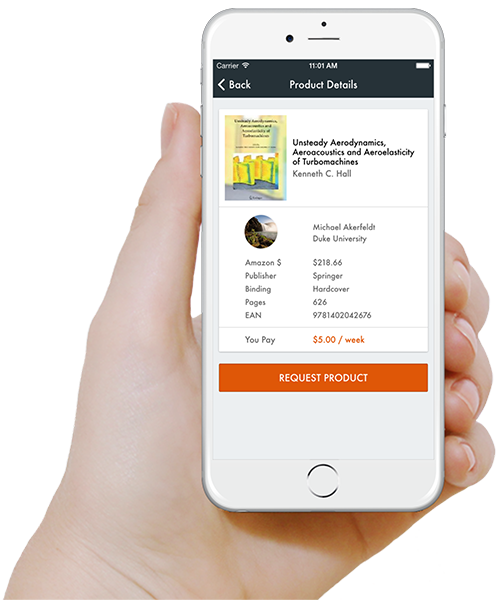 Carrier 11:01 AM
Back Product Details
Unsteady Aerodynamics,
Aeroacoustics and
Aeroelasticity of
Turbomachines
Springer
Unsteady Aerodynamics,
Aeroacoustics and Aeroelasticity
of Turbomachines
Kenneth C. Hall
Michael Akerfeldt
Duke University
Amazon $ $218.66
Publisher Springer
Binding Hardcover
Pages 626
EAN 9781402042676
You Pay $5.00 / week
REQUEST PRODUCT